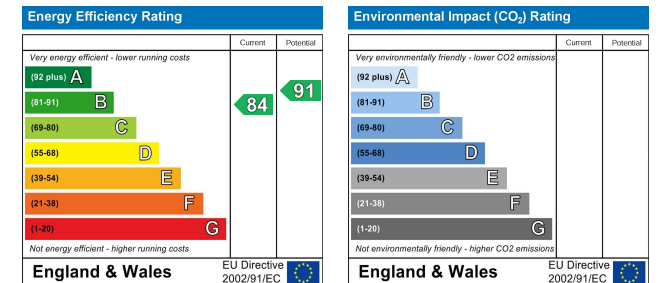 Energy Efficiency Rating
Current Potential
Very energy efficient - lower running costs
(92 plus) A
(81-91) B
(69-80) C
(55-68) D
(39-54) E
(21-38) F
(1-20) G
84
91
Not energy efficient - higher running costs
England & Wales
EU Directive
2002/91/EC
Environmental Impact (CO₂) Rating
Current Potential
Very environmentally friendly - lower CO2 emissions
(92 plus) A
(81-91) B
(69-80) C
(55-68) D
(39-54) E
(21-38) F
(1-20) G
Not environmentally friendly - higher CO2 emissions
England & Wales
EU Directive
2002/91/EC